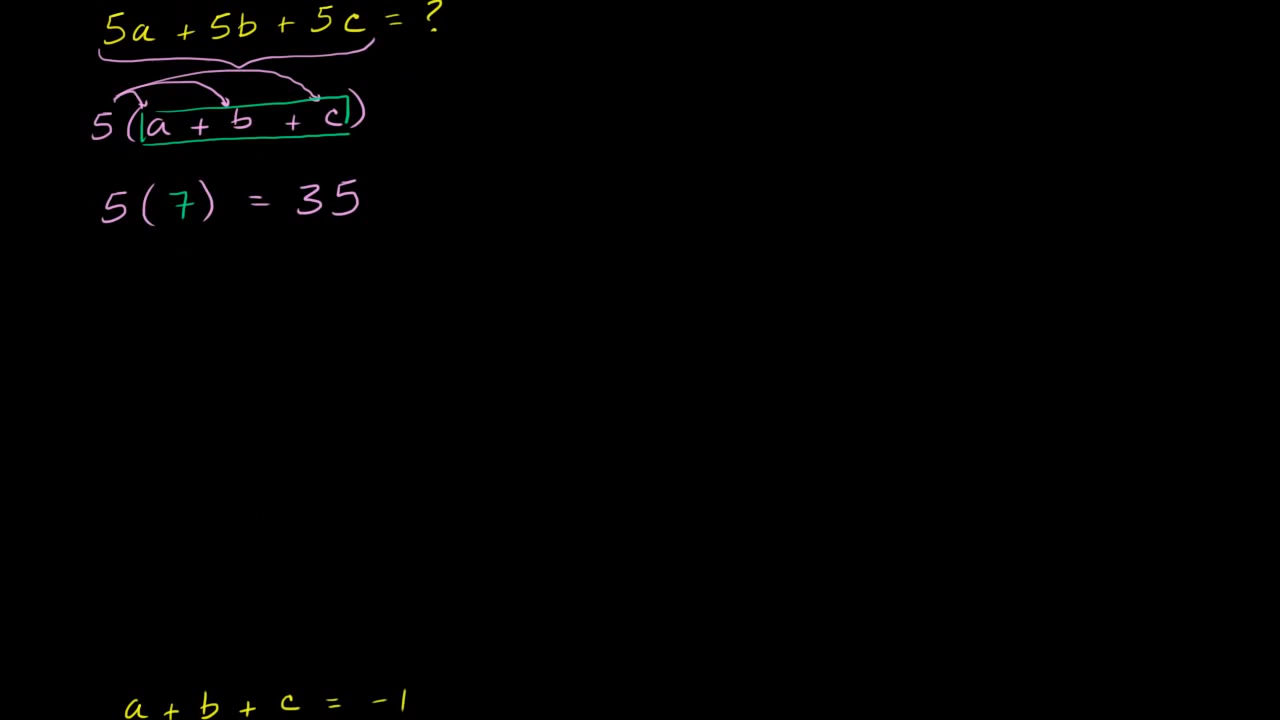 5a + 5b + 5c = ?
5(a + b + c)
5(7) = 35
a + b + c = -1